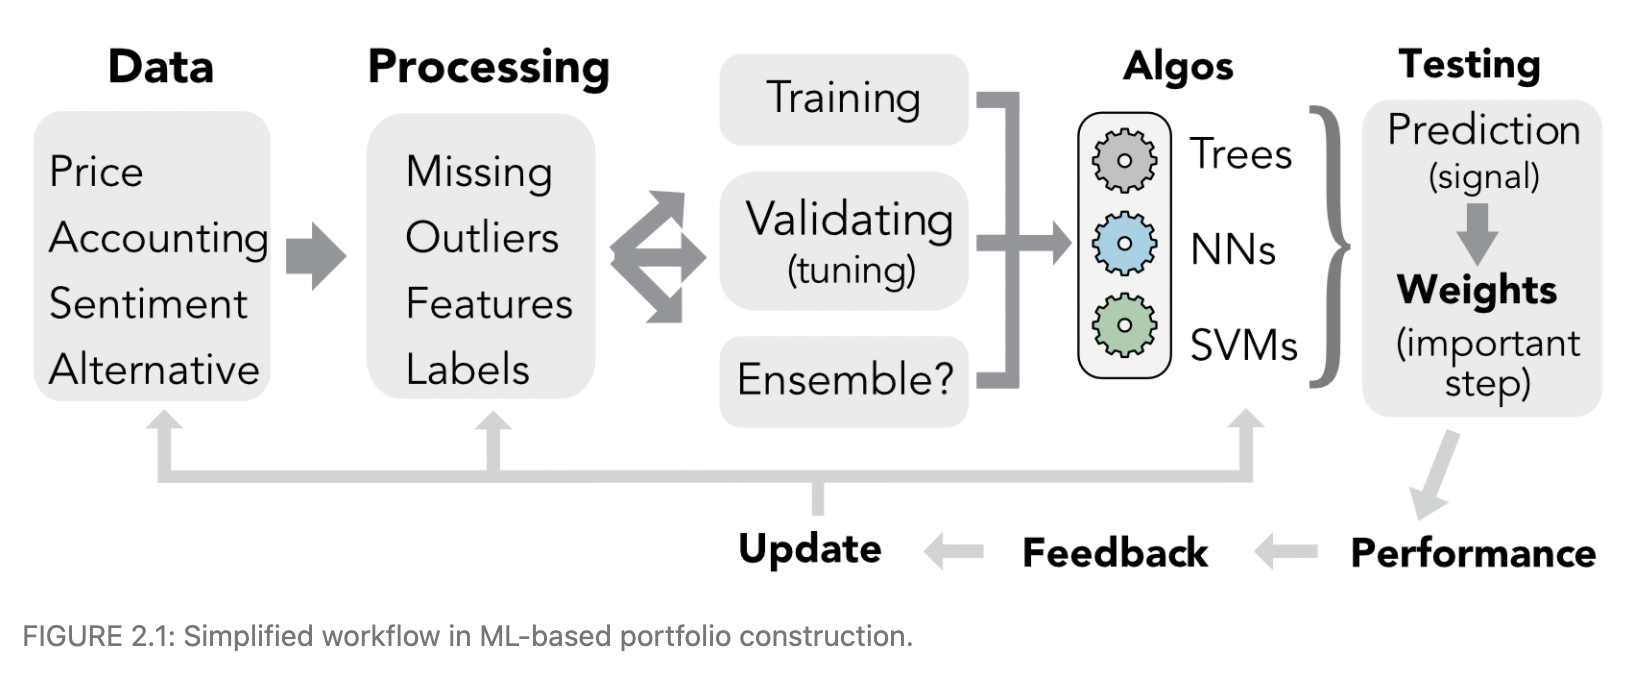 Data
Price
Accounting
Sentiment
Alternative
Processing
Missing
Outliers
Features
Labels
Training
Validating
(tuning)
Ensemble?
Algos
Trees
NNs
SVMs
Testing
Prediction
(signal)
Weights
(important
step)
Update
Feedback
Performance
FIGURE 2.1: Simplified workflow in ML-based portfolio construction.